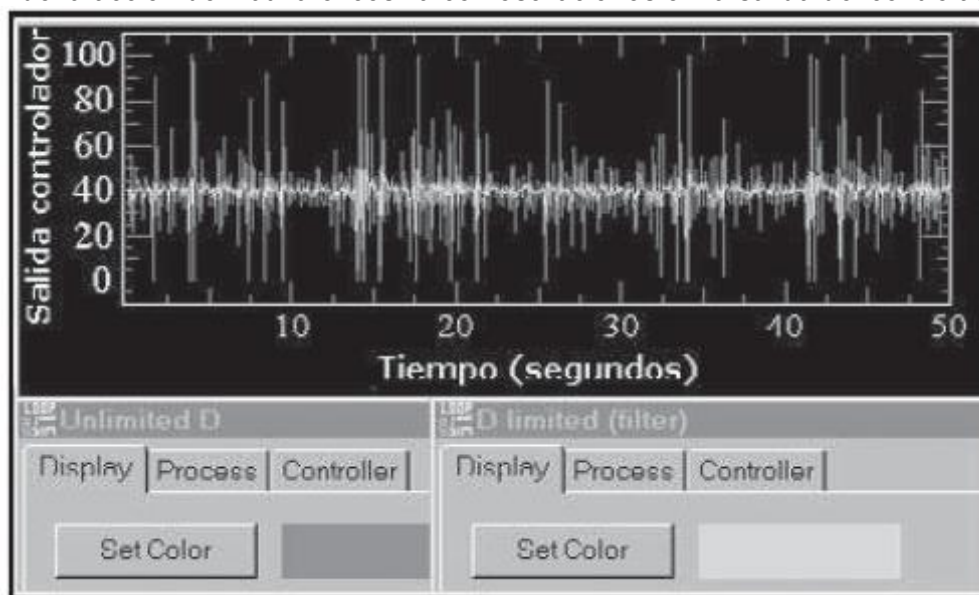 Salida controlador
100
80
60
40
20
0
10 20 30 40 50
Tiempo (segundos)
Unlimited D
D limited (filter)
Display Process Controller
Display Process Controller
Set Color
Set Color